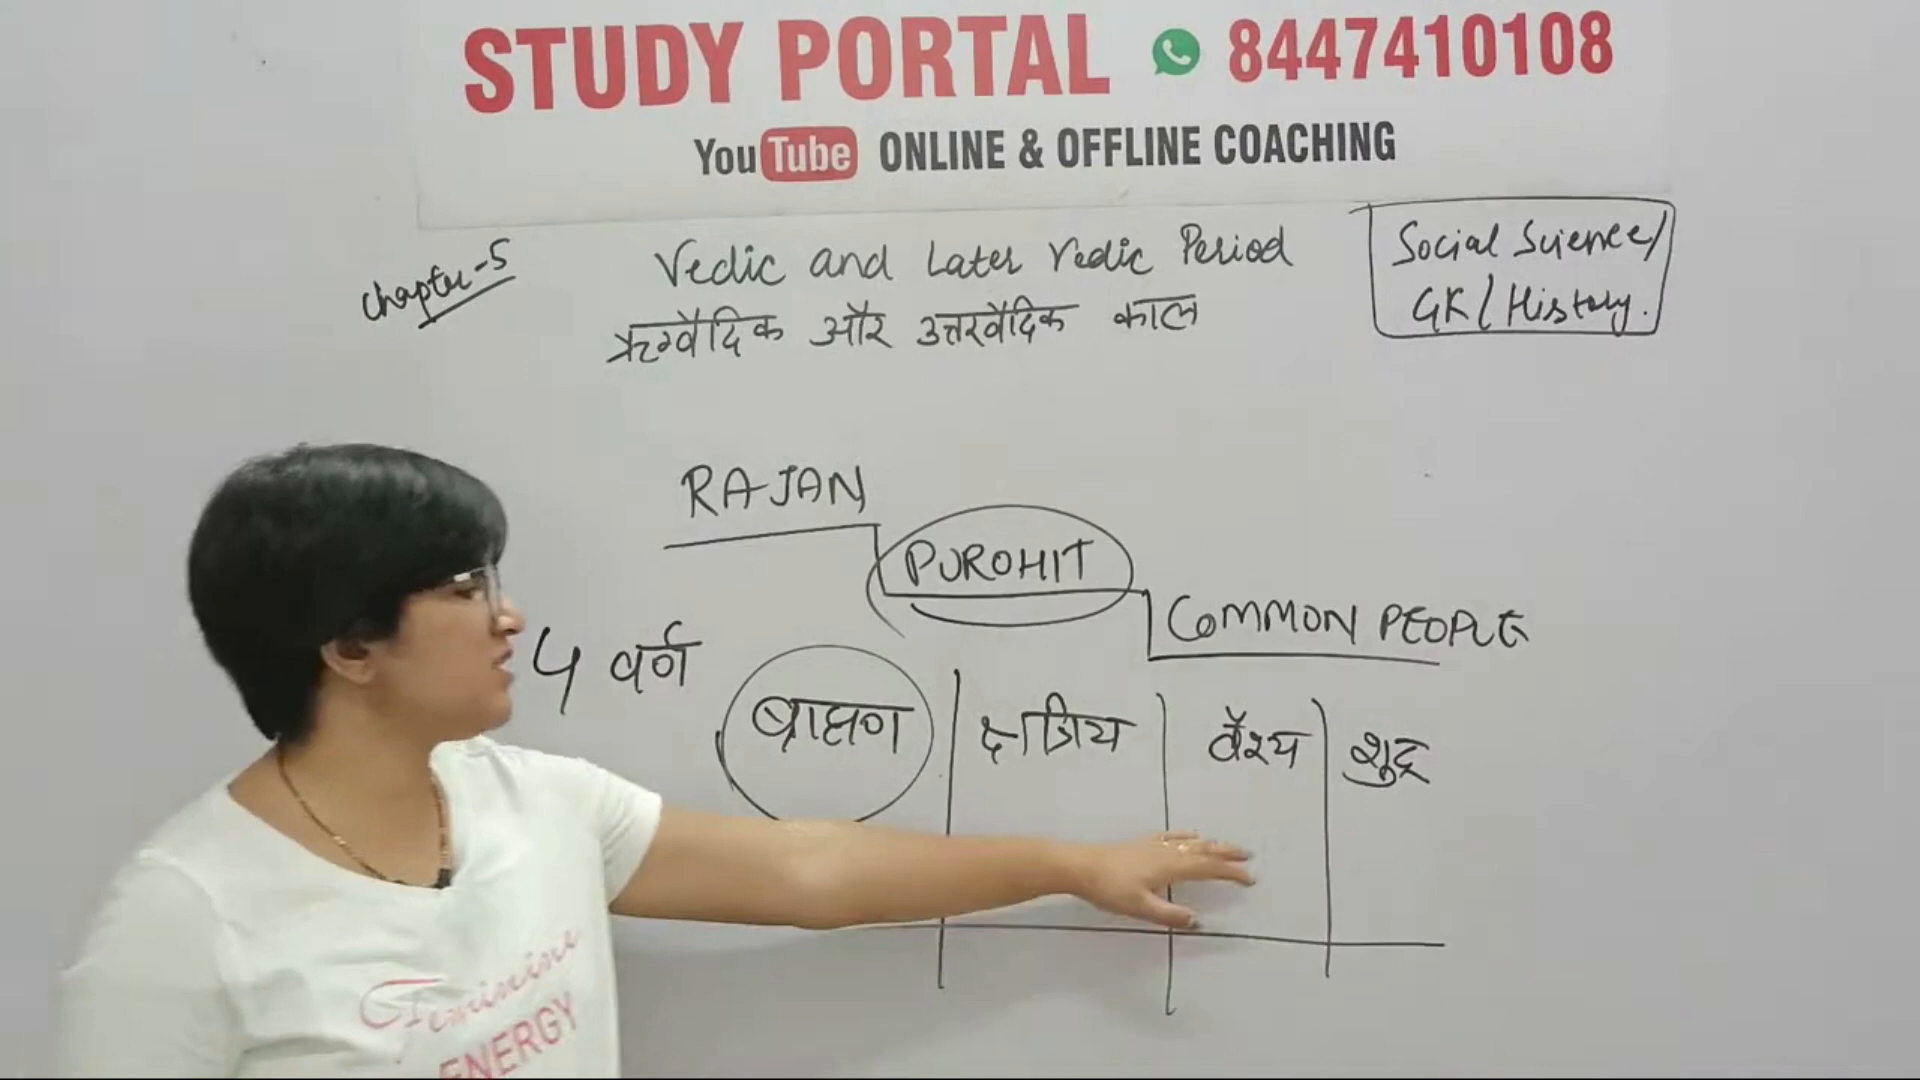 STUDY PORTAL 8447410108
YouTube ONLINE & OFFLINE COACHING
Chapter-5
Vedic and Later Vedic Period
ऋग्वैदिक और उत्तरवैदिक काल
Social Science/
GK/History.
RAJAN
PUROHIT
COMMON PEOPLE
4 वर्ण
ब्राह्मण क्षत्रिय वैश्य शुद्र
Feminine
ENERGY